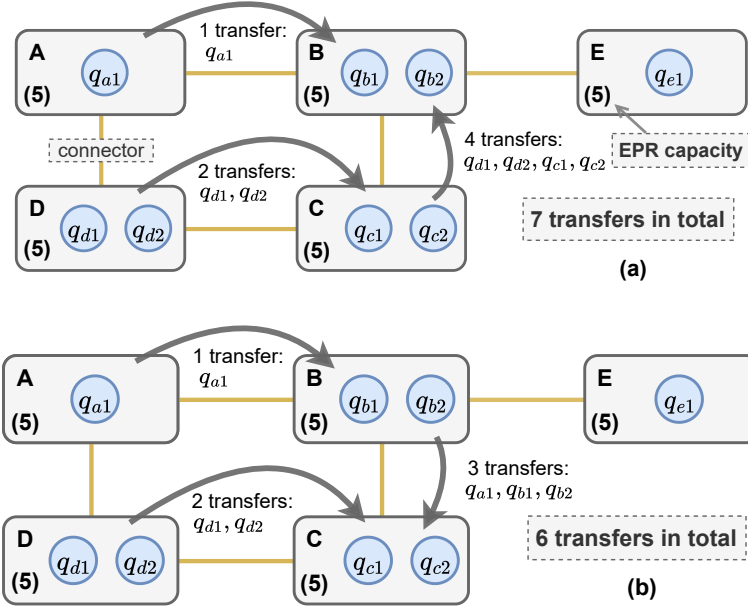 1 transfer:
q_{a1}
A
q_{a1}
(5)
B
q_{b1} q_{b2}
(5)
E
q_{e1}
(5)
connector
2 transfers:
q_{d1}, q_{d2}
4 transfers:
q_{d1}, q_{d2}, q_{c1}, q_{c2}
EPR capacity
D
q_{d1} q_{d2}
(5)
C
q_{c1} q_{c2}
(5)
7 transfers in total
(a)
1 transfer:
q_{a1}
A
q_{a1}
(5)
B
q_{b1} q_{b2}
(5)
E
q_{e1}
(5)
2 transfers:
q_{d1}, q_{d2}
3 transfers:
q_{a1}, q_{b1}, q_{b2}
D
q_{d1} q_{d2}
(5)
C
q_{c1} q_{c2}
(5)
6 transfers in total
(b)